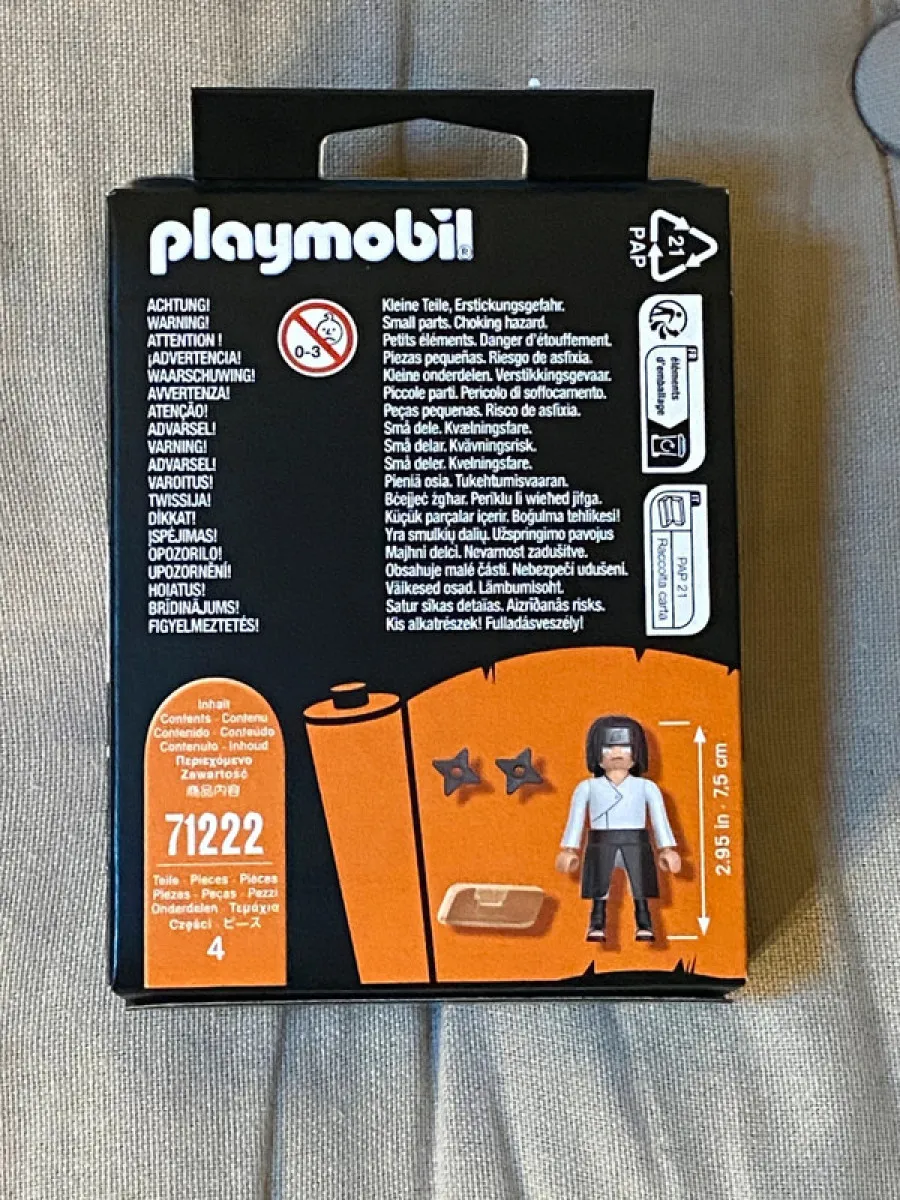 playmobil®
21
PAP
ACHTUNG!
WARNING!
ATTENTION !
¡ADVERTENCIA!
WAARSCHUWING!
AVVERTENZA!
ATENÇÃO!
ADVARSEL!
VARNING!
ADVARSEL!
VAROITUS!
TWISSIJA!
DİKKAT!
ĮSPĖJIMAS!
OPOZORILO!
UPOZORNĚNÍ!
HOIATUS!
BRĪDINĀJUMS!
FIGYELMEZTETÉS!
0-3
Kleine Teile, Erstickungsgefahr.
Small parts. Choking hazard.
Petits éléments. Danger d'étouffement.
Piezas pequeñas. Riesgo de asfixia.
Kleine onderdelen. Verstikkingsgevaar.
Piccole parti. Pericolo di soffocamento.
Peças pequenas. Risco de asfixia.
Små dele. Kvælningsfare.
Små delar. Kvävningsrisk.
Små deler. Kvelningsfare.
Pieniä osia. Tukehtumisvaaran.
Bċejjeċ żgħar. Periklu li wieħed jifga.
Küçük parçalar içerir. Boğulma tehlikesi!
Yra smulkių dalių. Užspringimo pavojus
Majhni delci. Nevarnost zadušitve.
Obsahuje malé části. Nebezpečí udušení.
Väikesed osad. Lämbumisoht.
Satur sīkas detaļas. Aizrīšanās risks.
Kis alkatrészek! Fulladásveszély!
FR
éléments
d'emballage
IT
PAP 21
Raccolta carta
Inhalt
Contents · Contenu
Contenido · Conteúdo
Contenuto · Inhoud
Περιεχόμενο
Zawartość
商品内容
71222
Teile · Pieces · Pièces
Piezas · Peças · Pezzi
Onderdelen · Τεμάχια
Części · ピース
4
2.95 in · 7,5 cm